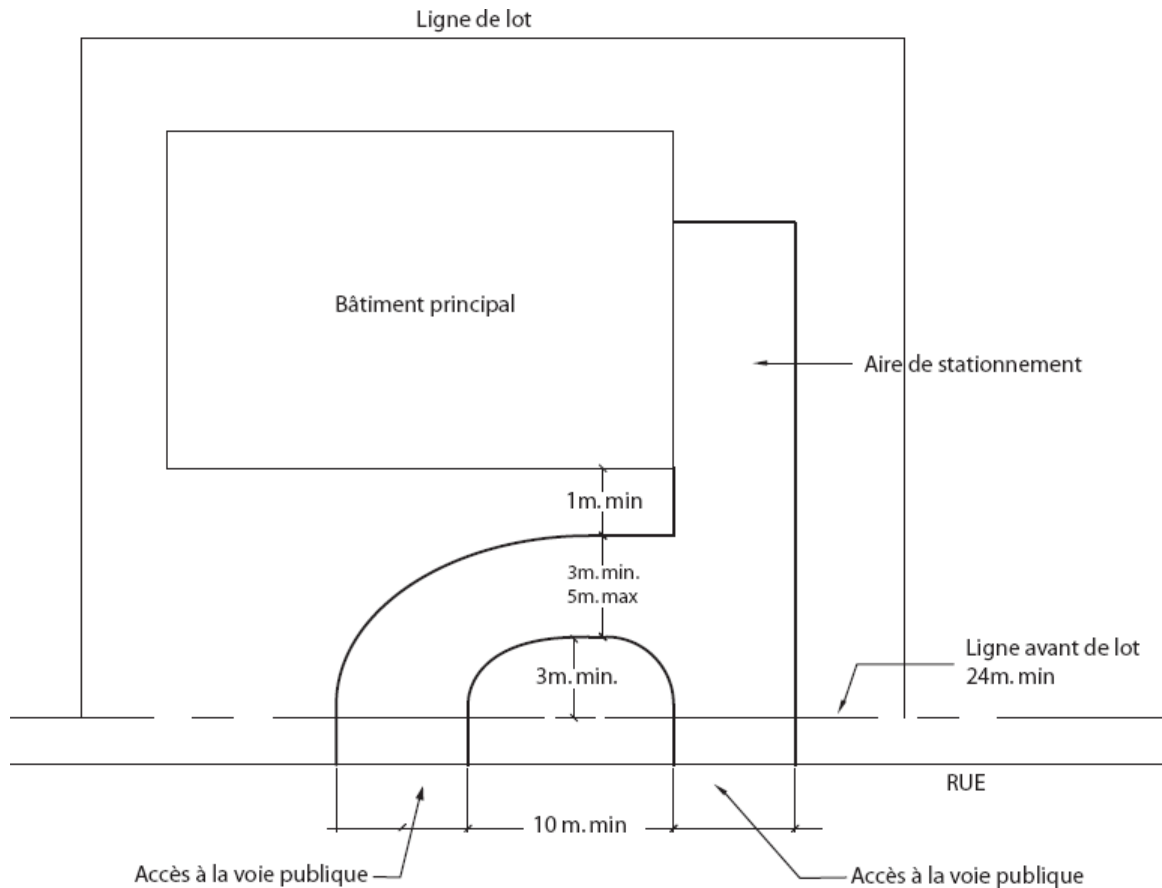 Ligne de lot
Bâtiment principal
Aire de stationnement
1m. min
3m. min.
5m. max
3m. min.
Ligne avant de lot
24m. min
RUE
10 m. min
Accès à la voie publique
Accès à la voie publique